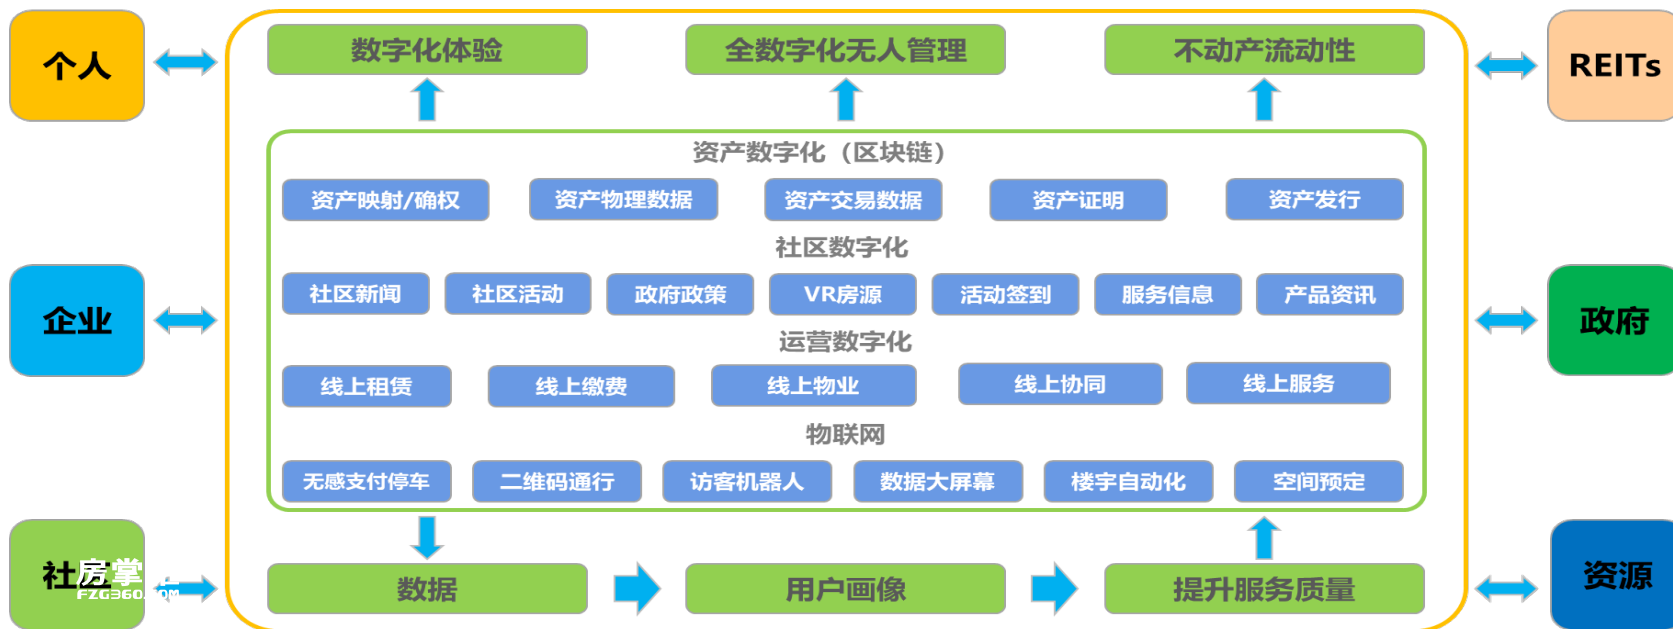 个人
数字化体验
全数字化无人管理
不动产流动性
REITs
资产数字化（区块链）
资产映射/确权
资产物理数据
资产交易数据
资产证明
资产发行
社区数字化
企业
社区新闻
社区活动
政府政策
VR房源
活动签到
服务信息
产品资讯
政府
运营数字化
线上租赁
线上缴费
线上物业
线上协同
线上服务
物联网
无感支付停车
二维码通行
访客机器人
数据大屏幕
楼宇自动化
空间预定
社区
房掌
FZG360.COM
数据
用户画像
提升服务质量
资源